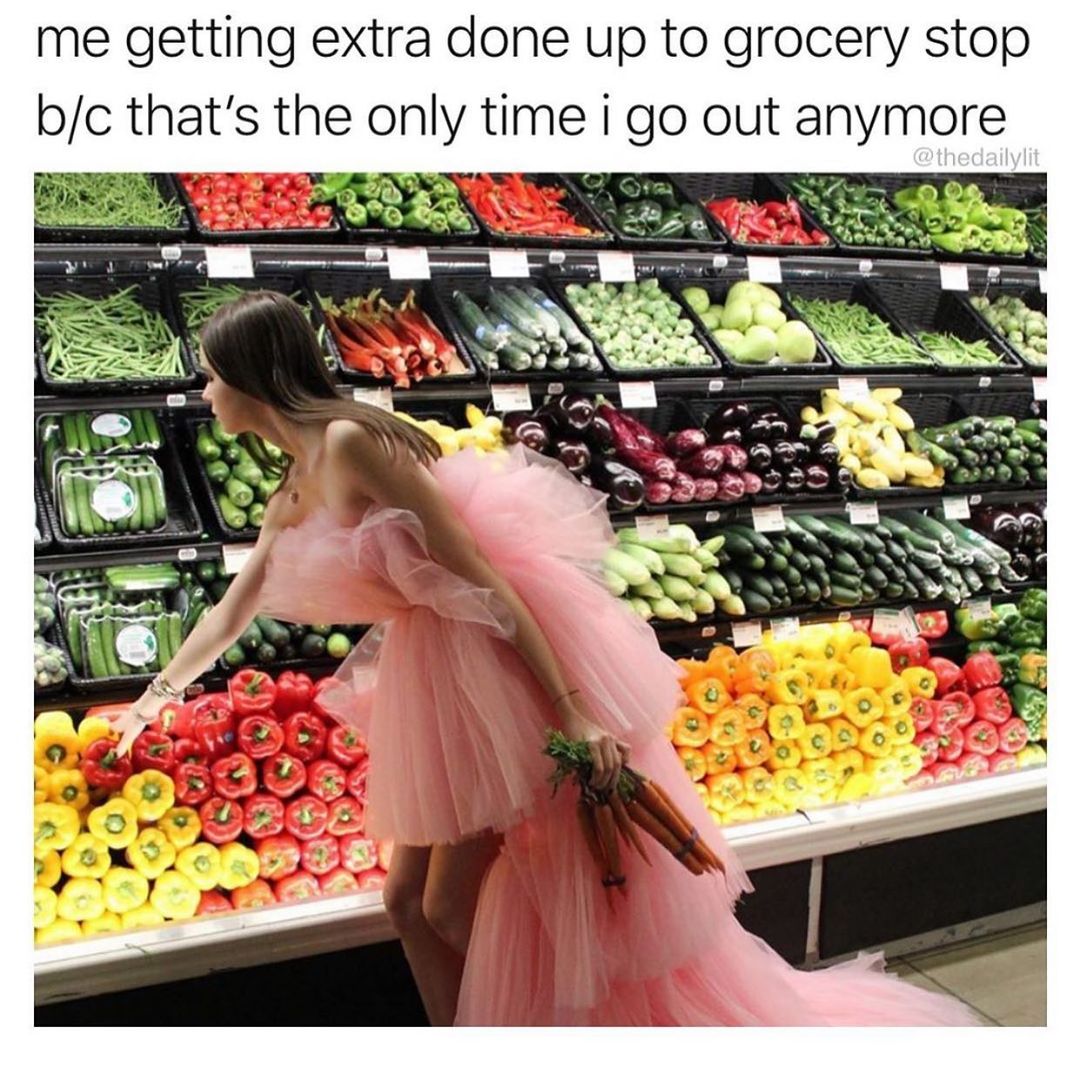 me getting extra done up to grocery stop
b/c that's the only time i go out anymore
@thedailylit